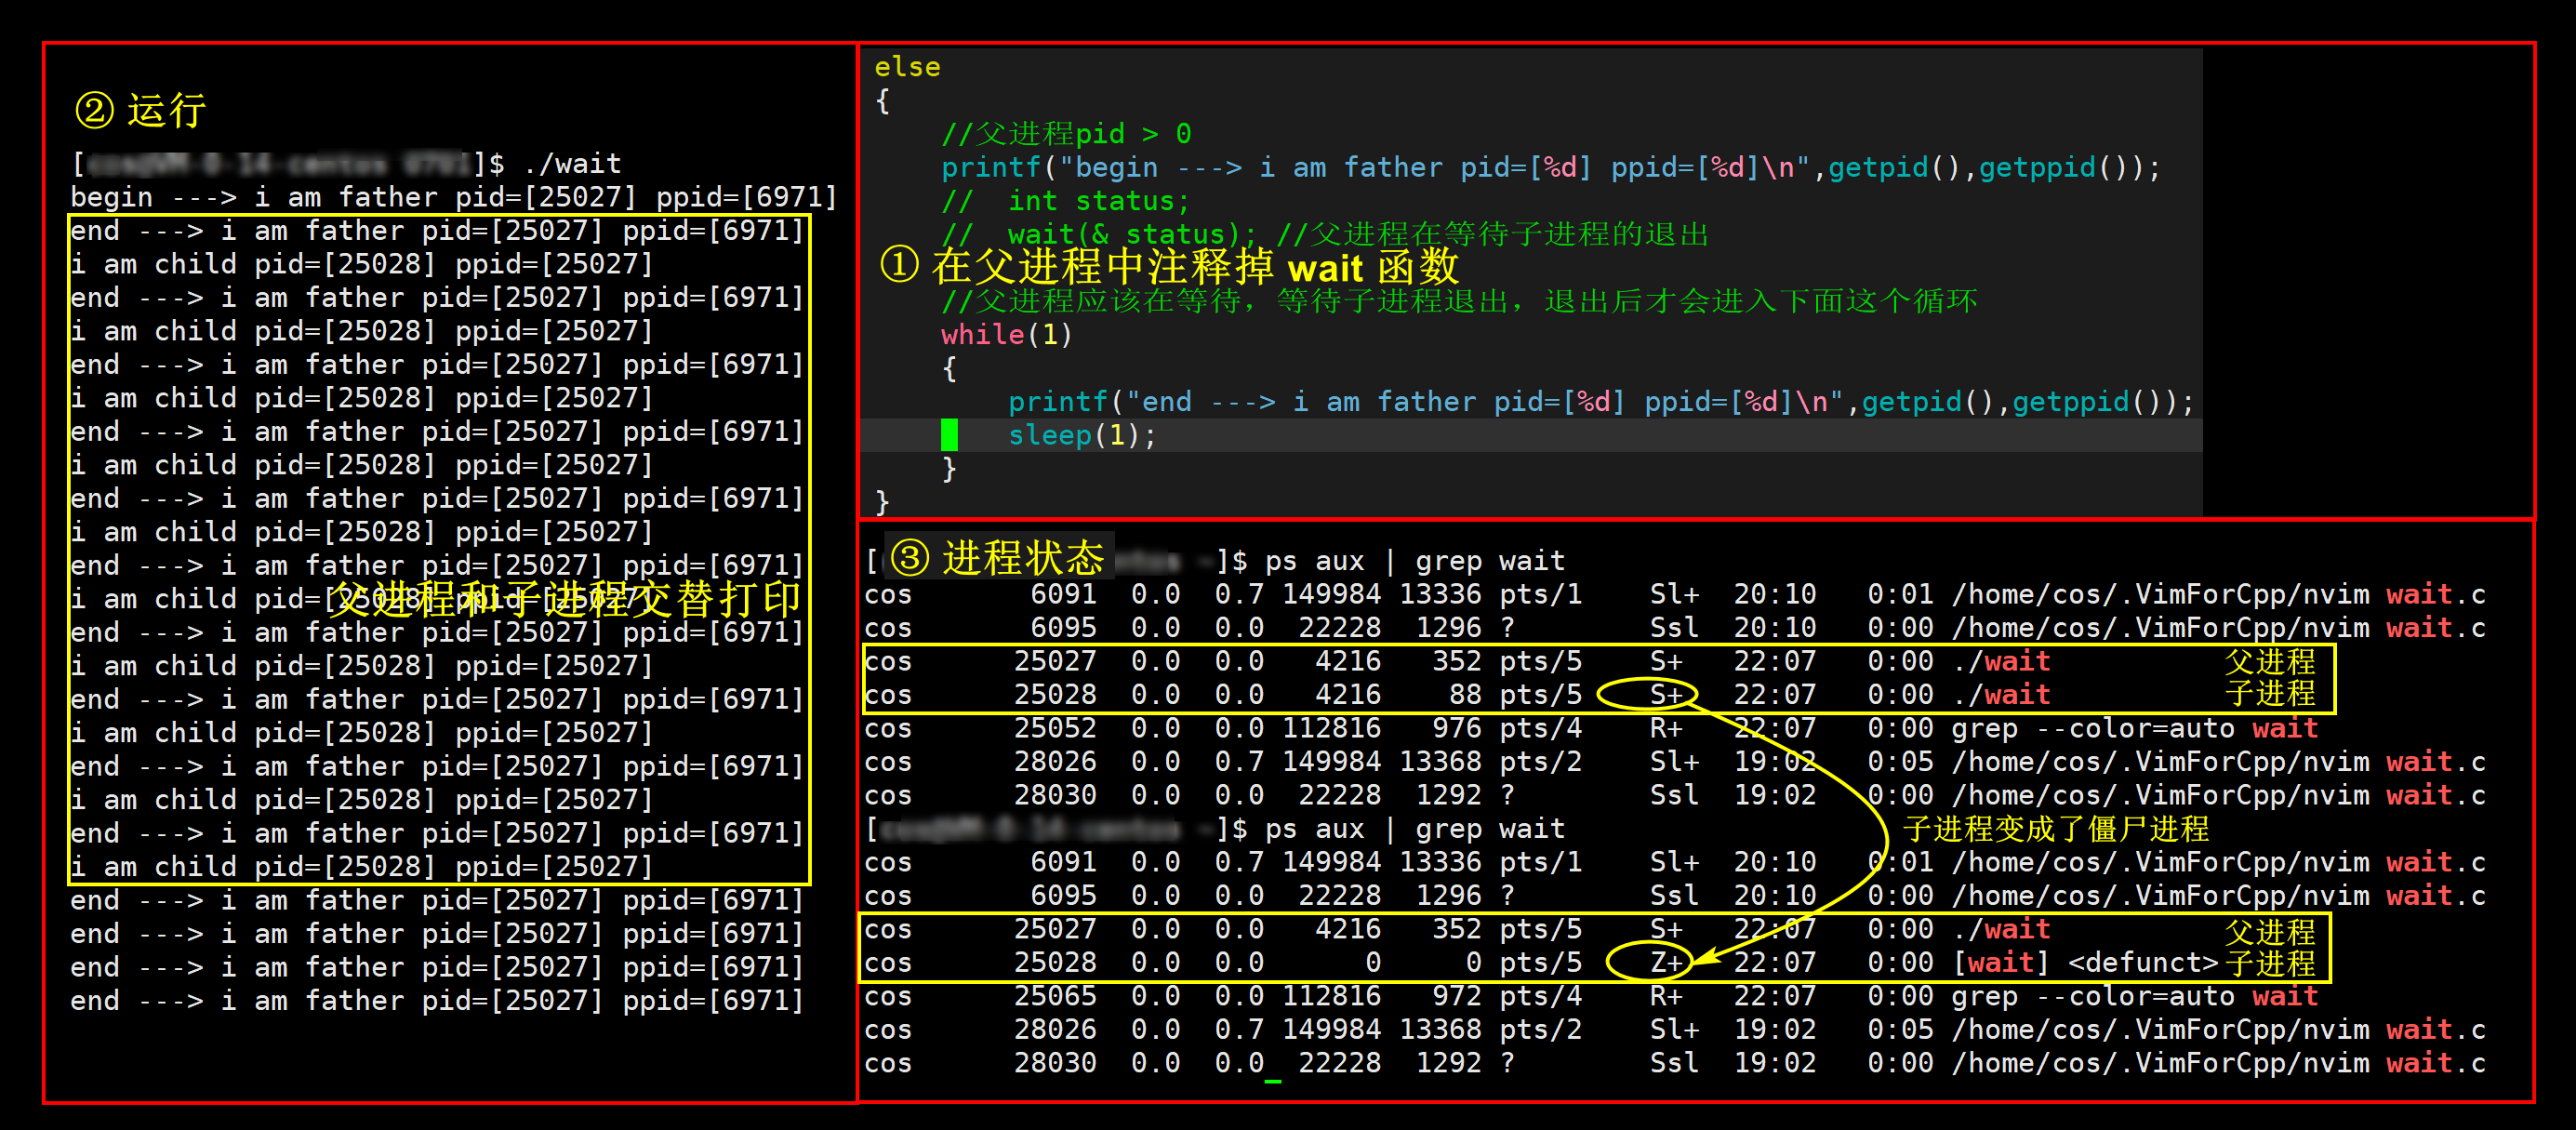 ② 运行
[]$ ./wait
begin ---> i am father pid=[25027] ppid=[6971]
end ---> i am father pid=[25027] ppid=[6971]
i am child pid=[25028] ppid=[25027]
end ---> i am father pid=[25027] ppid=[6971]
i am child pid=[25028] ppid=[25027]
end ---> i am father pid=[25027] ppid=[6971]
i am child pid=[25028] ppid=[25027]
end ---> i am father pid=[25027] ppid=[6971]
i am child pid=[25028] ppid=[25027]
end ---> i am father pid=[25027] ppid=[6971]
i am child pid=[25028] ppid=[25027]
end ---> i am father pid=[25027] ppid=[6971]
i am child pid=[25028] ppid=[25027]
父进程和子进程交替打印
end ---> i am father pid=[25027] ppid=[6971]
i am child pid=[25028] ppid=[25027]
end ---> i am father pid=[25027] ppid=[6971]
i am child pid=[25028] ppid=[25027]
end ---> i am father pid=[25027] ppid=[6971]
i am child pid=[25028] ppid=[25027]
end ---> i am father pid=[25027] ppid=[6971]
i am child pid=[25028] ppid=[25027]
end ---> i am father pid=[25027] ppid=[6971]
end ---> i am father pid=[25027] ppid=[6971]
end ---> i am father pid=[25027] ppid=[6971]
end ---> i am father pid=[25027] ppid=[6971]
else
{
//父进程pid > 0
printf("begin ---> i am father pid=[%d] ppid=[%d]\n",getpid(),getppid());
//  int status;
//  wait(& status); //父进程在等待子进程的退出
① 在父进程中注释掉 wait 函数
//父进程应该在等待，等待子进程退出，退出后才会进入下面这个循环
while(1)
{
printf("end ---> i am father pid=[%d] ppid=[%d]\n",getpid(),getppid());
sleep(1);
}
}
③ 进程状态
[ ~]$ ps aux | grep wait
cos 6091 0.0 0.7 149984 13336 pts/1 Sl+ 20:10 0:01 /home/cos/.VimForCpp/nvim wait.c
cos 6095 0.0 0.0 22228 1296 ? Ssl 20:10 0:00 /home/cos/.VimForCpp/nvim wait.c
cos 25027 0.0 0.0 4216 352 pts/5 S+ 22:07 0:00 ./wait 父进程
cos 25028 0.0 0.0 4216 88 pts/5 S+ 22:07 0:00 ./wait 子进程
cos 25052 0.0 0.0 112816 976 pts/4 R+ 22:07 0:00 grep --color=auto wait
cos 28026 0.0 0.7 149984 13368 pts/2 Sl+ 19:02 0:05 /home/cos/.VimForCpp/nvim wait.c
cos 28030 0.0 0.0 22228 1292 ? Ssl 19:02 0:00 /home/cos/.VimForCpp/nvim wait.c
[ ~]$ ps aux | grep wait
子进程变成了僵尸进程
cos 6091 0.0 0.7 149984 13336 pts/1 Sl+ 20:10 0:01 /home/cos/.VimForCpp/nvim wait.c
cos 6095 0.0 0.0 22228 1296 ? Ssl 20:10 0:00 /home/cos/.VimForCpp/nvim wait.c
cos 25027 0.0 0.0 4216 352 pts/5 S+ 22:07 0:00 ./wait 父进程
cos 25028 0.0 0.0 0 0 pts/5 Z+ 22:07 0:00 [wait] <defunct> 子进程
cos 25065 0.0 0.0 112816 972 pts/4 R+ 22:07 0:00 grep --color=auto wait
cos 28026 0.0 0.7 149984 13368 pts/2 Sl+ 19:02 0:05 /home/cos/.VimForCpp/nvim wait.c
cos 28030 0.0 0.0 22228 1292 ? Ssl 19:02 0:00 /home/cos/.VimForCpp/nvim wait.c